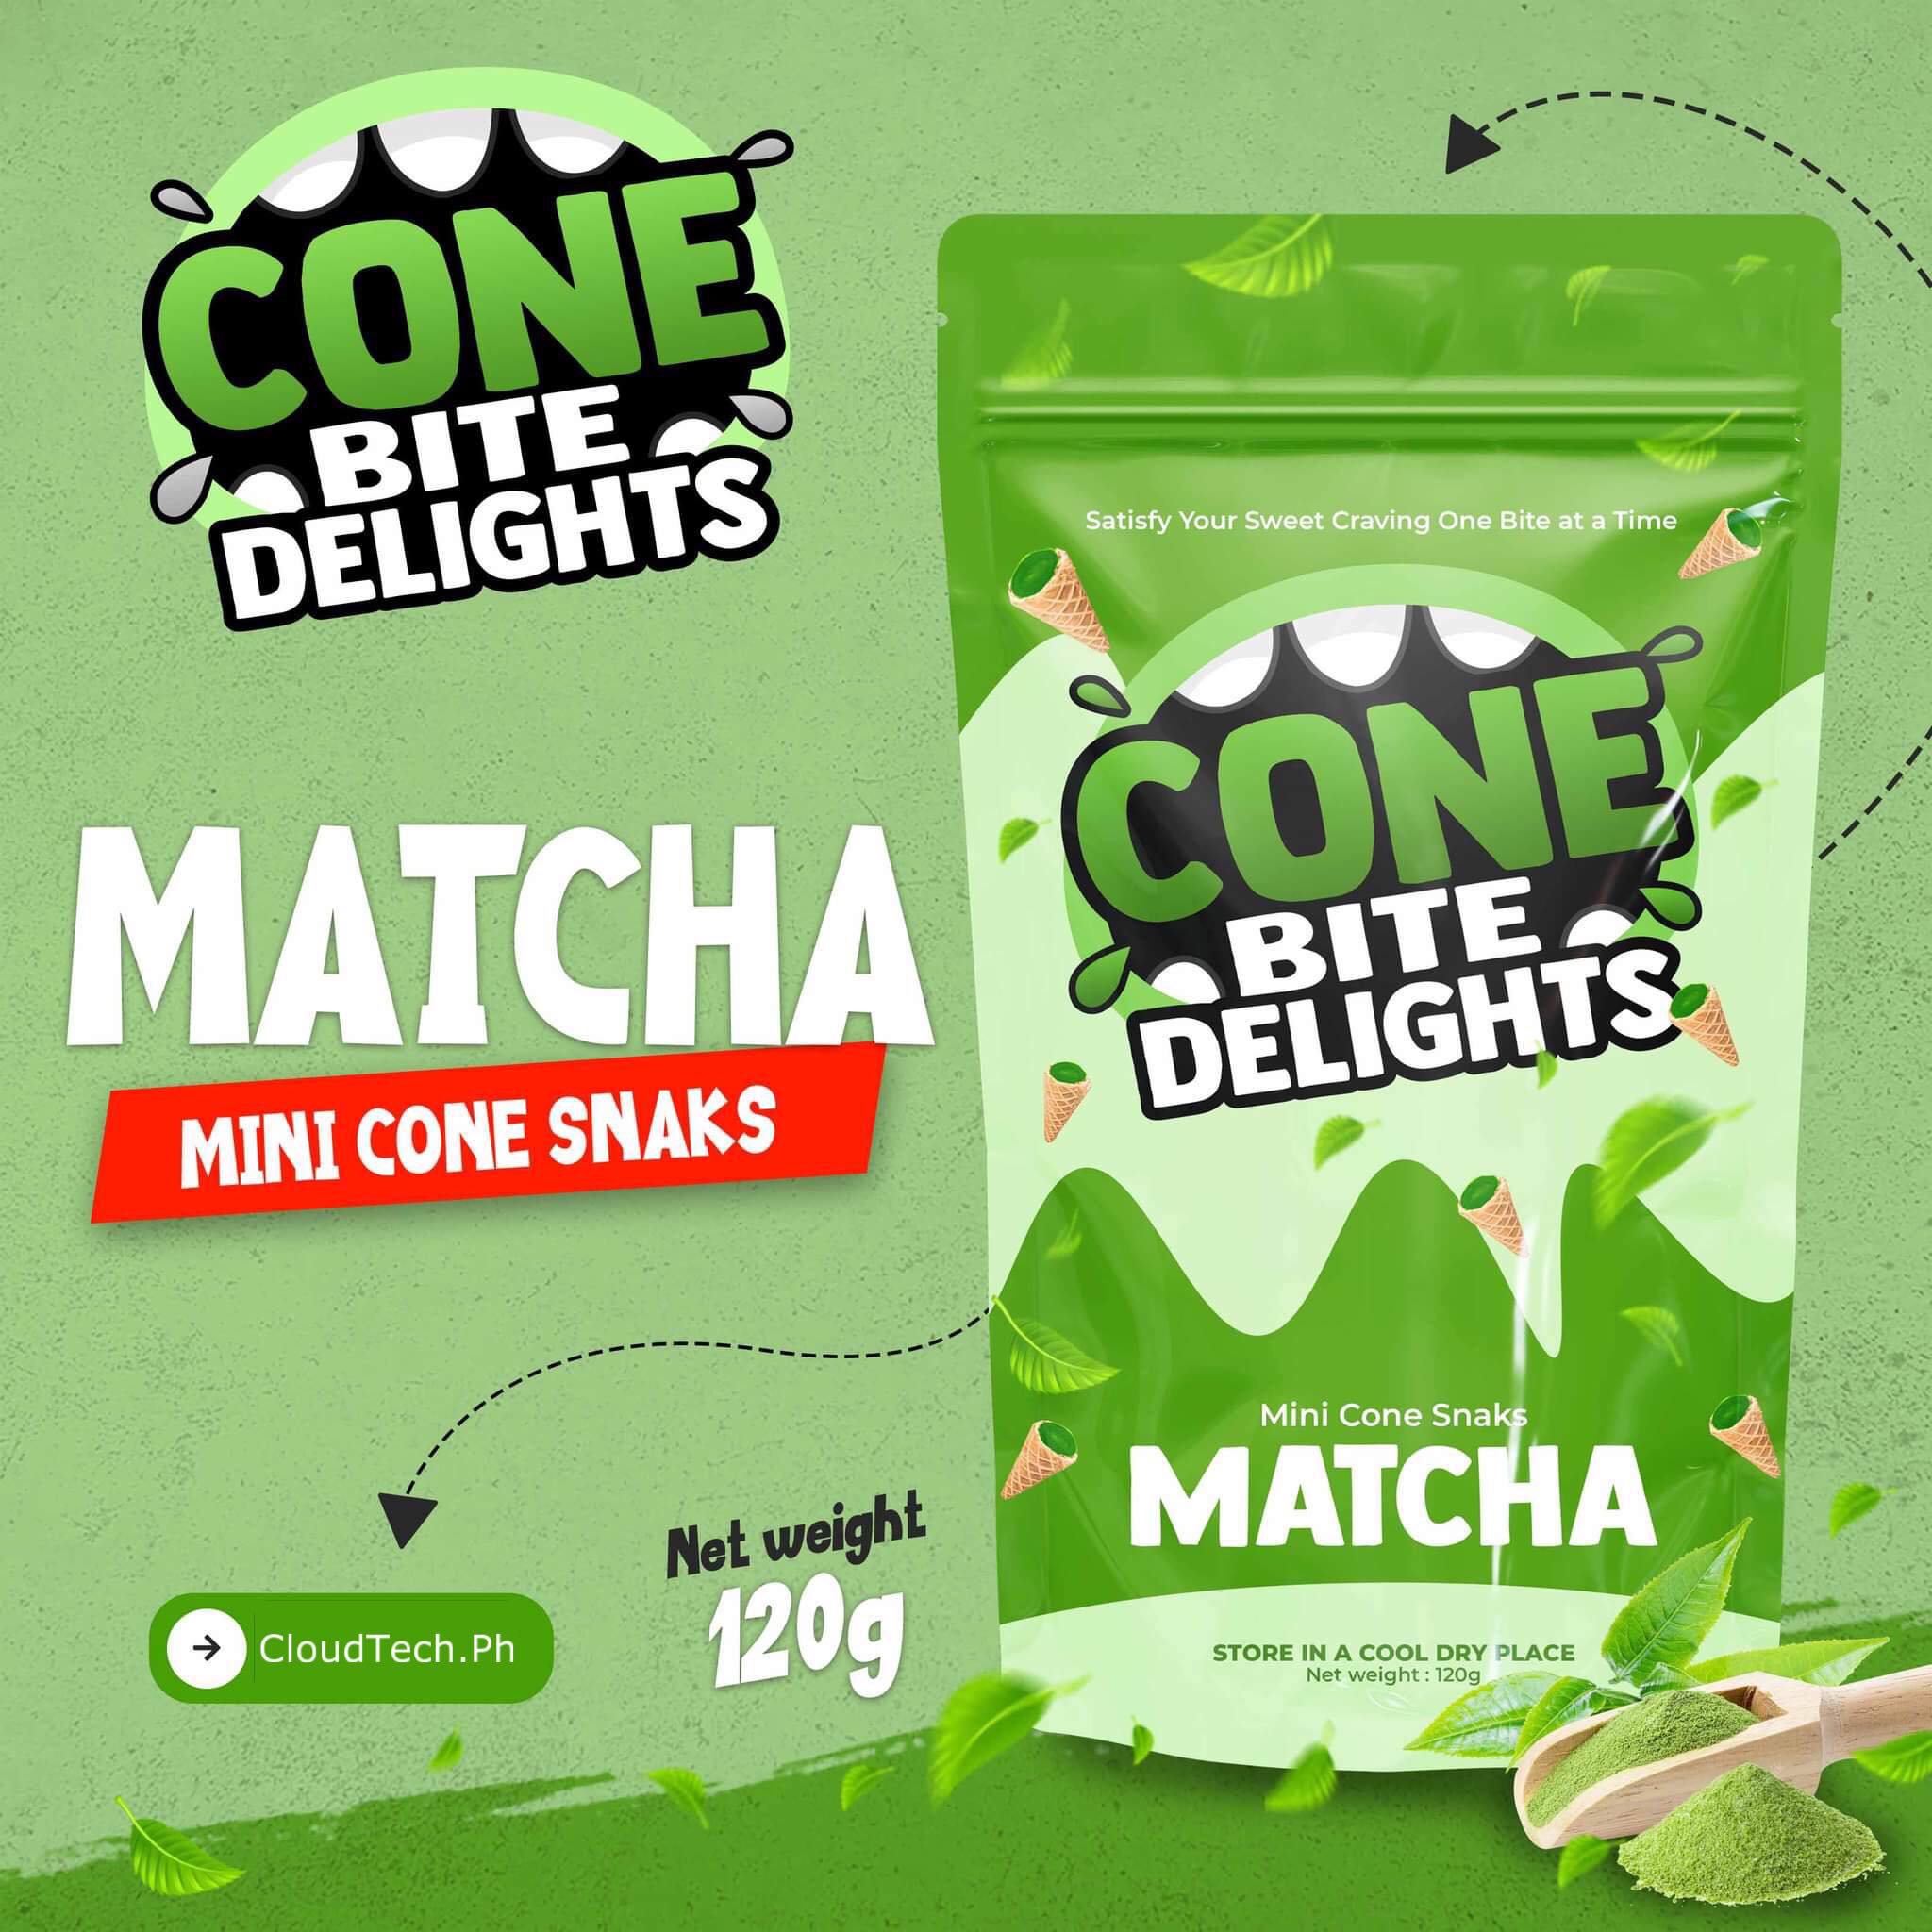 CONE
BITE
DELIGHTS
MATCHA
MINI CONE SNAKS
Net weight
120g
CloudTech.Ph
Satisfy Your Sweet Craving One Bite at a Time
CONE
BITE
DELIGHTS
Mini Cone Snaks
MATCHA
STORE IN A COOL DRY PLACE
Net weight : 120g